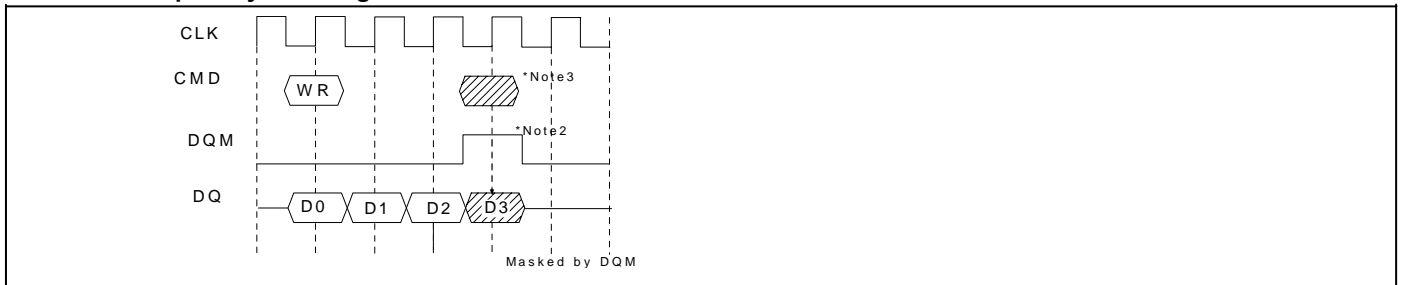 CLK
CMD
WR
*Note3
DQM
*Note2
DQ
D0 D1 D2 D3
Masked by DQM